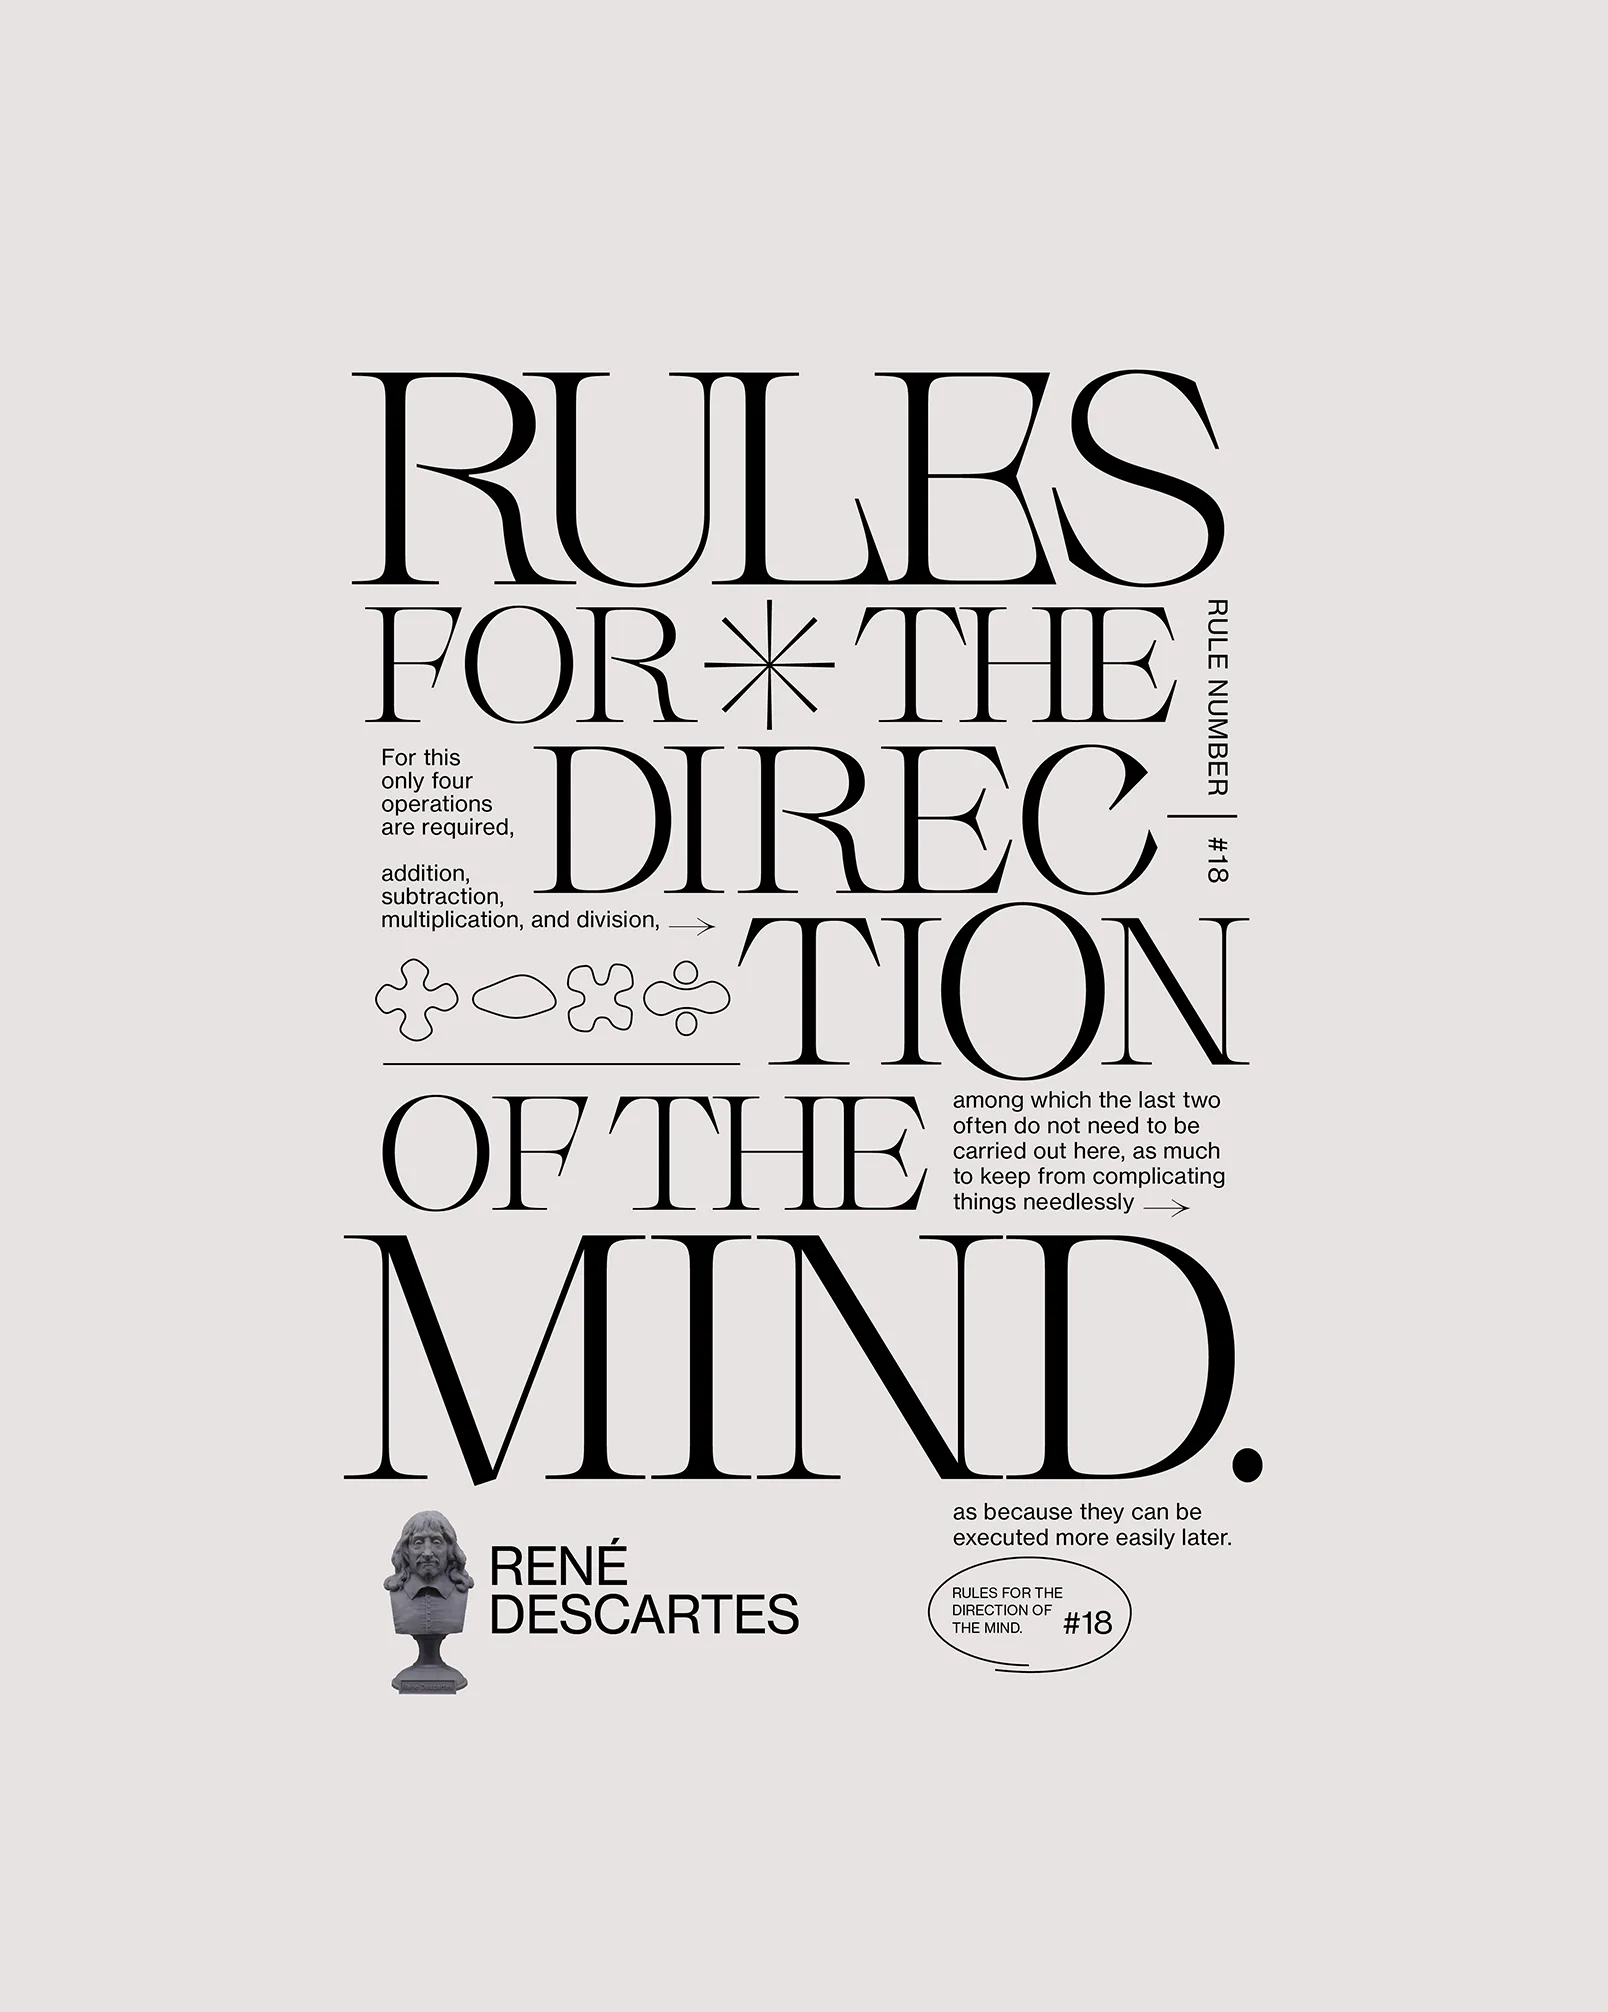 RULES
FOR THE
RULE NUMBER
#18
For this
only four
operations
are required,
DIREC
addition,
subtraction,
multiplication, and division,
TION
OF THE
among which the last two
often do not need to be
carried out here, as much
to keep from complicating
things needlessly
MIND.
as because they can be
executed more easily later.
RENÉ
DESCARTES
RULES FOR THE
DIRECTION OF
THE MIND.
#18